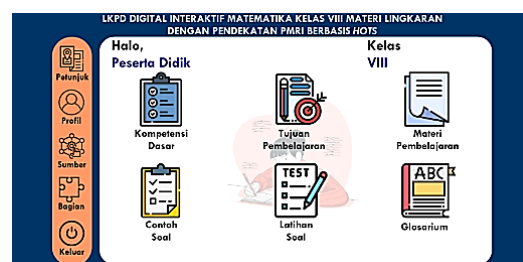 LKPD DIGITAL INTERAKTIF MATEMATIKA KELAS VIII MATERI LINGKARAN
DENGAN PENDEKATAN PMRI BERBASIS HOTS
Halo,
Peserta Didik
Kelas
VIII
Petunjuk
Profil
Sumber
Bagian
Keluar
Kompetensi
Dasar
Tujuan
Pembelajaran
Materi
Pembelajaran
Contoh
Soal
TEST
Latihan
Soal
ABC
Glosarium